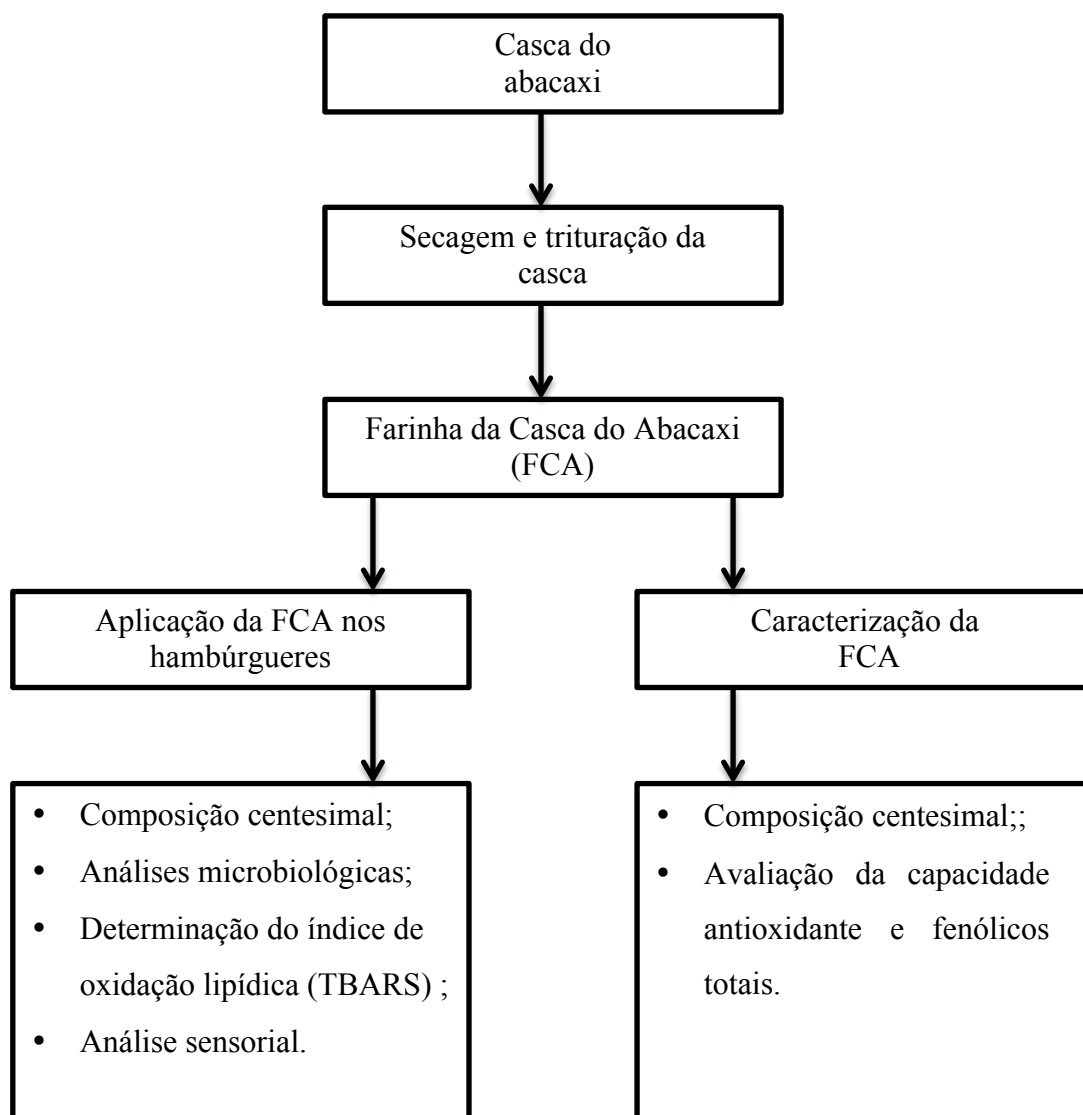 Casca do
abacaxi
Secagem e trituração da
casca
Farinha da Casca do Abacaxi
(FCA)
Aplicação da FCA nos
hambúrgueres
Caracterização da
FCA
• Composição centesimal;
• Análises microbiológicas;
• Determinação do índice de
oxidação lipídica (TBARS) ;
• Análise sensorial.
• Composição centesimal;;
• Avaliação da capacidade
antioxidante e fenólicos
totais.